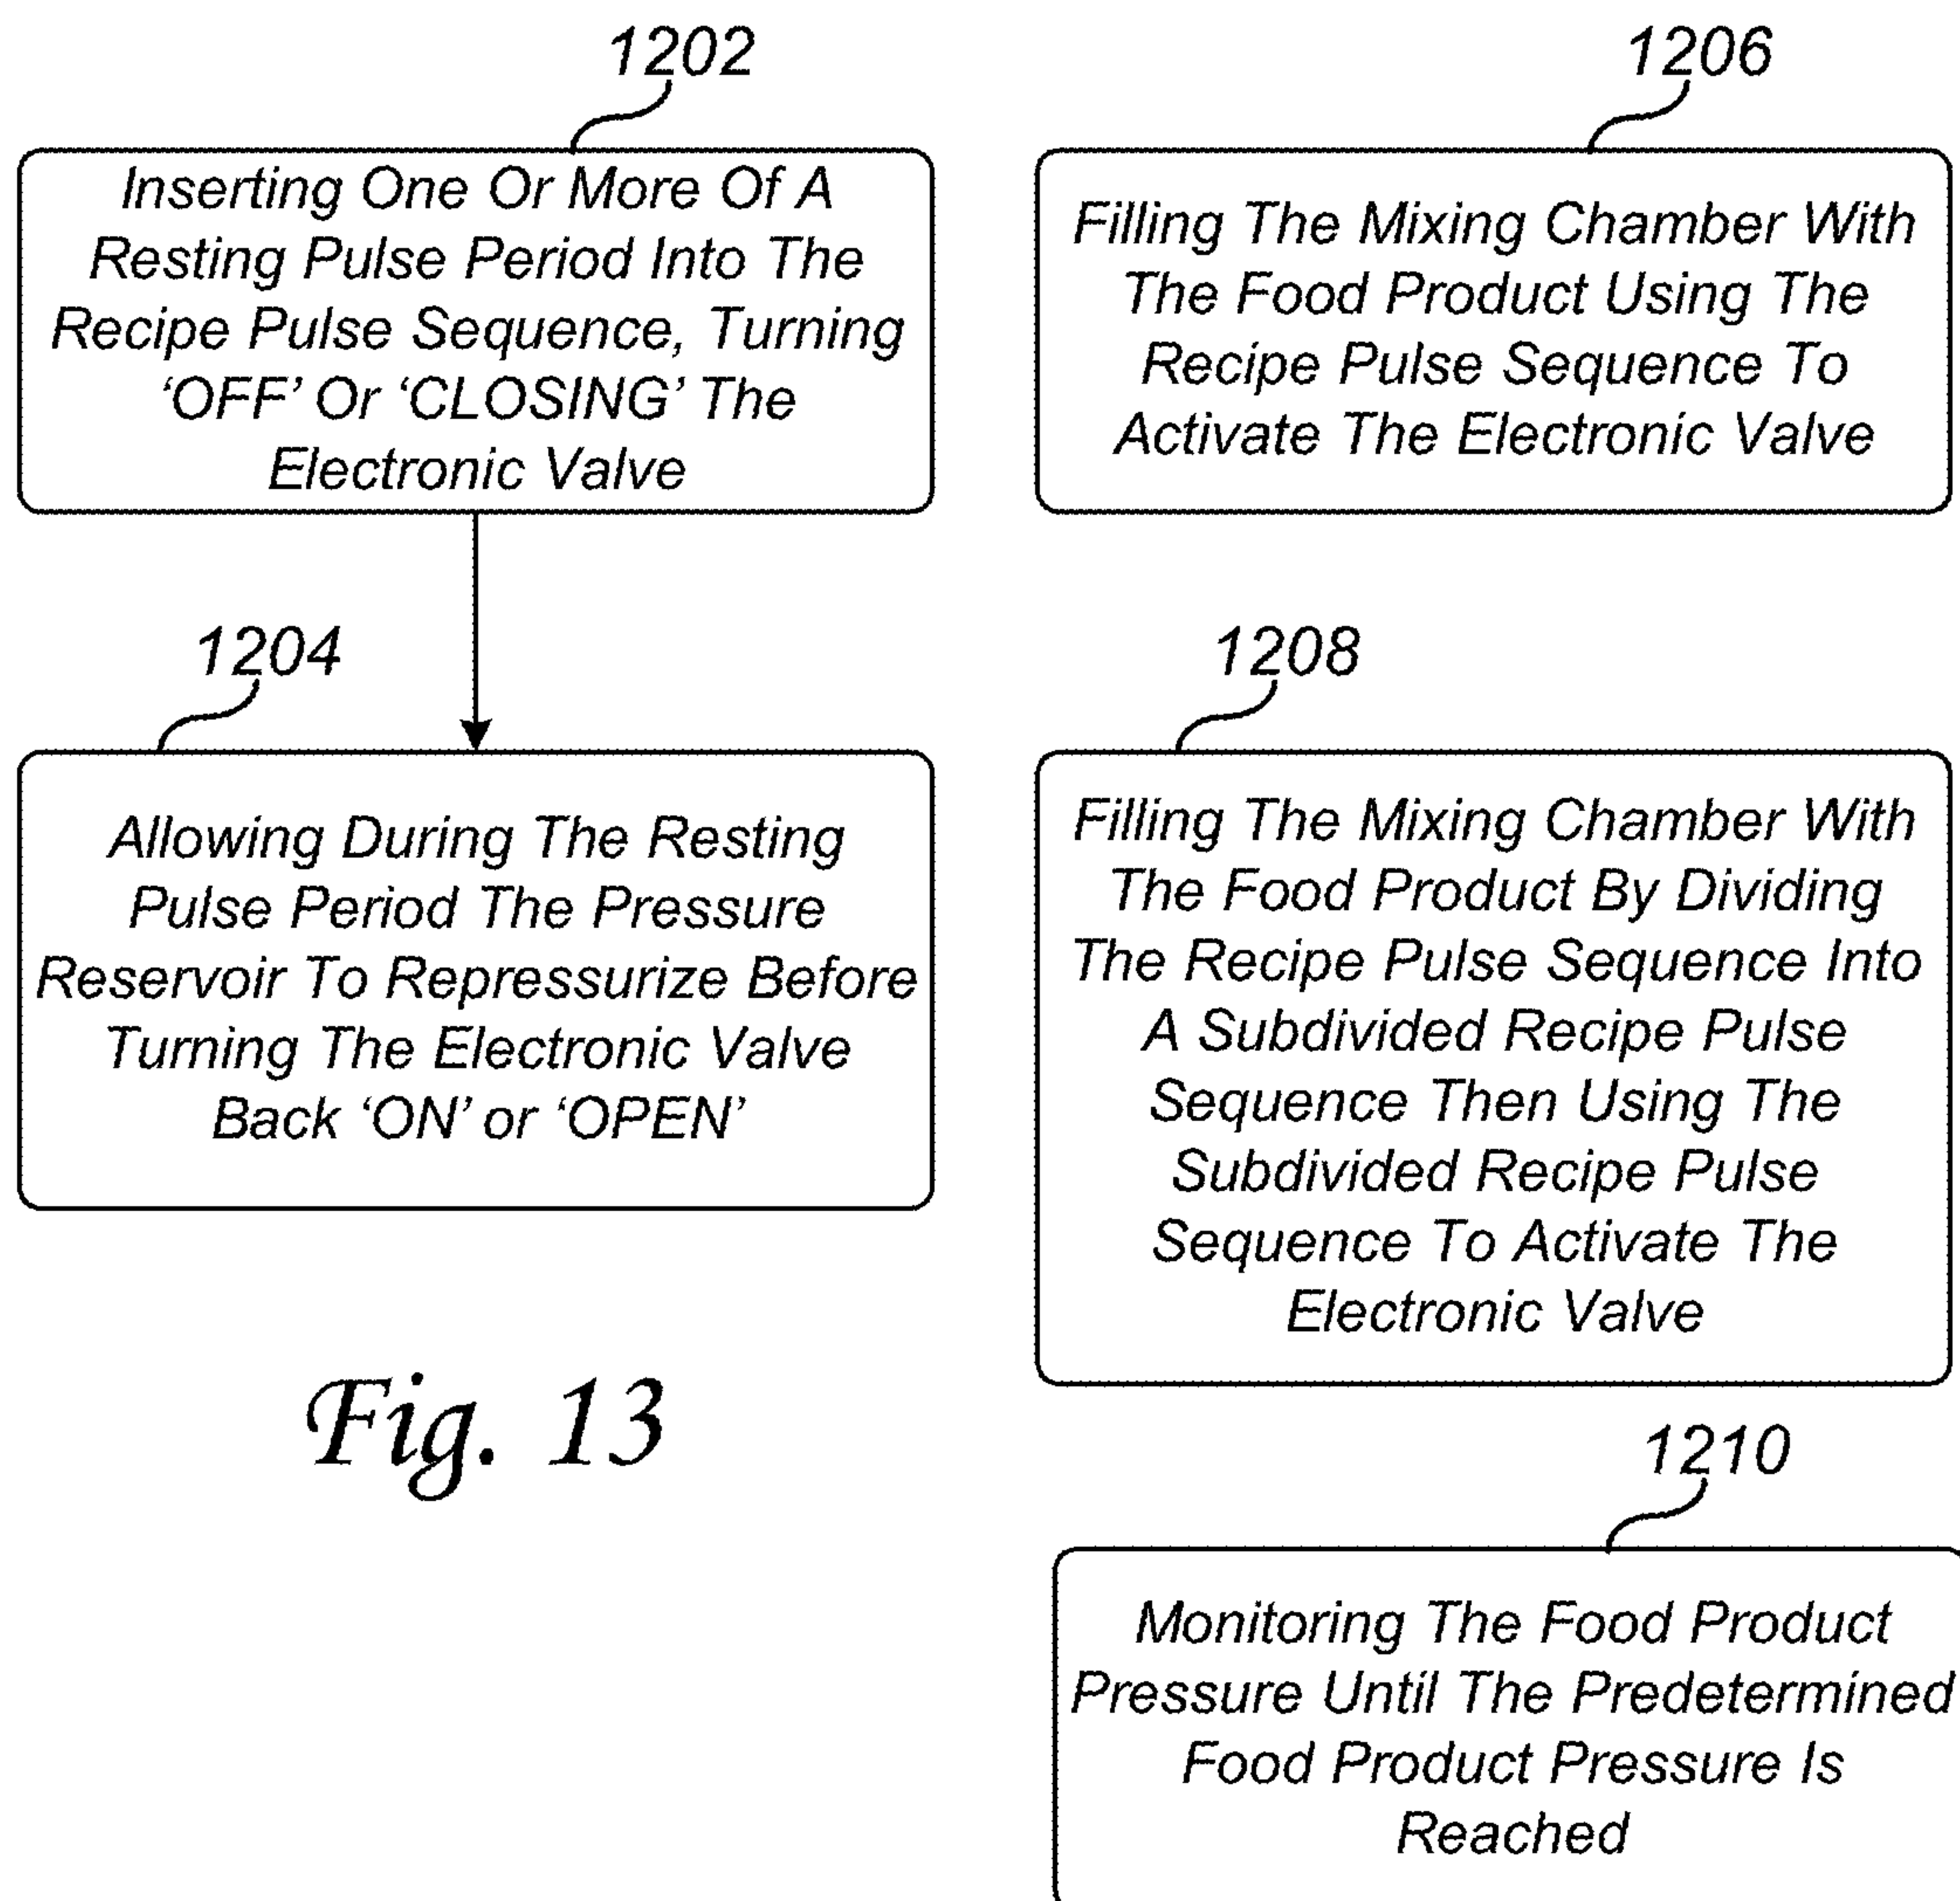 1202
Inserting One Or More Of A
Resting Pulse Period Into The
Recipe Pulse Sequence, Turning
‘OFF’ Or ‘CLOSING’ The
Electronic Valve
1204
Allowing During The Resting
Pulse Period The Pressure
Reservoir To Repressurize Before
Turning The Electronic Valve
Back ‘ON’ or ‘OPEN’
Fig. 13
1206
Filling The Mixing Chamber With
The Food Product Using The
Recipe Pulse Sequence To
Activate The Electronic Valve
1208
Filling The Mixing Chamber With
The Food Product By Dividing
The Recipe Pulse Sequence Into
A Subdivided Recipe Pulse
Sequence Then Using The
Subdivided Recipe Pulse
Sequence To Activate The
Electronic Valve
1210
Monitoring The Food Product
Pressure Until The Predetermined
Food Product Pressure Is
Reached